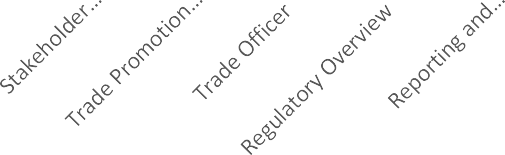 Stakeholder...
Trade Promotion...
Trade Officer
Regulatory Overview
Reporting and...